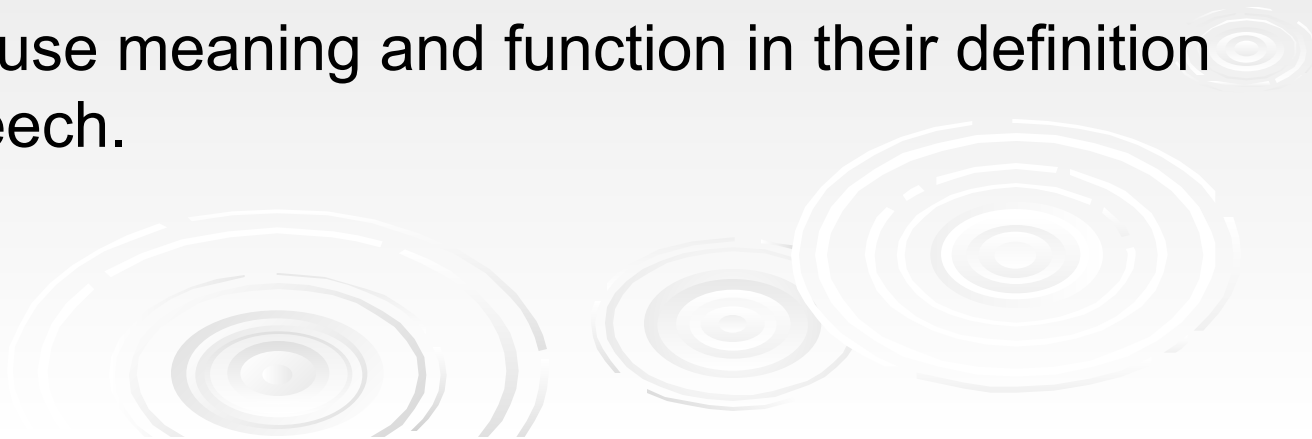 use meaning and function in their definition
eech.